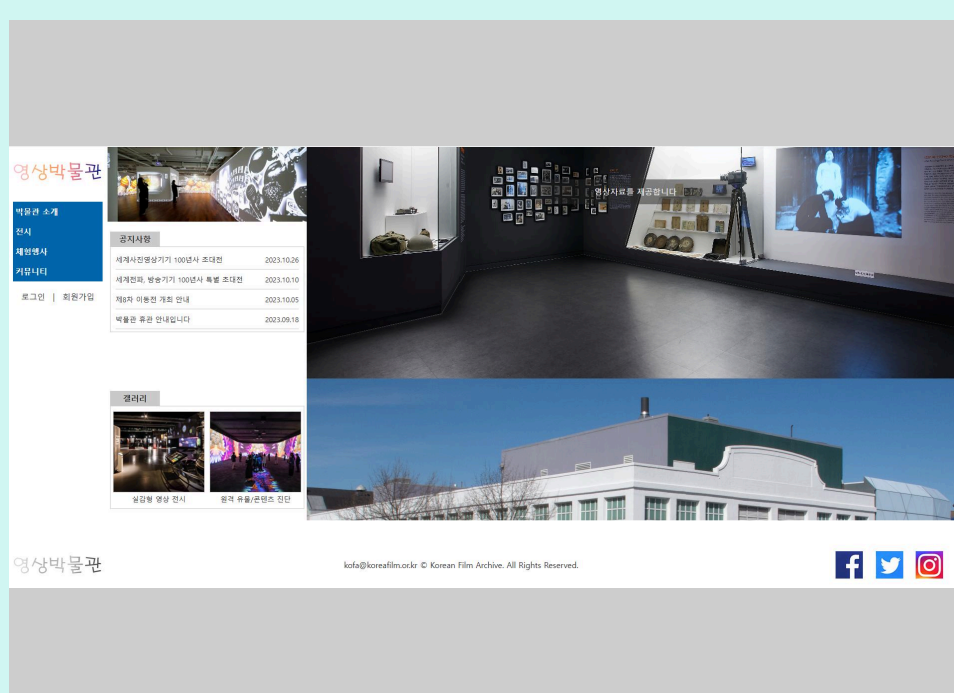 영상박물관
박물관 소개
전시
체험행사
커뮤니티
로그인 | 회원가입
공지사항
세계사진영상기기 100년사 초대전 2023.10.26
세계전파, 방송기기 100년사 특별 초대전 2023.10.10
제8차 이동전 개최 안내 2023.10.05
박물관 휴관 안내입니다 2023.09.18
갤러리
실감형 영상 전시
원격 유물/콘텐츠 진단
영상자료를 제공합니다
영상박물관
kofa@koreafilm.or.kr © Korean Film Archive. All Rights Reserved.